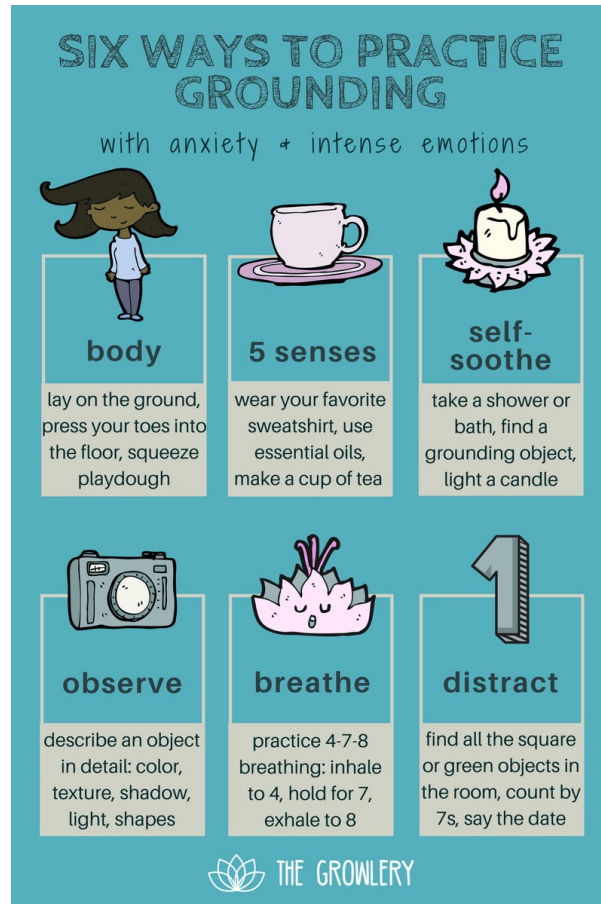 SIX WAYS TO PRACTICE
GROUNDING
with anxiety + intense emotions
body
lay on the ground,
press your toes into
the floor, squeeze
playdough
5 senses
wear your favorite
sweatshirt, use
essential oils,
make a cup of tea
self-
soothe
take a shower or
bath, find a
grounding object,
light a candle
observe
describe an object
in detail: color,
texture, shadow,
light, shapes
breathe
practice 4-7-8
breathing: inhale
to 4, hold for 7,
exhale to 8
1
distract
find all the square
or green objects in
the room, count by
7s, say the date
THE GROWLERY